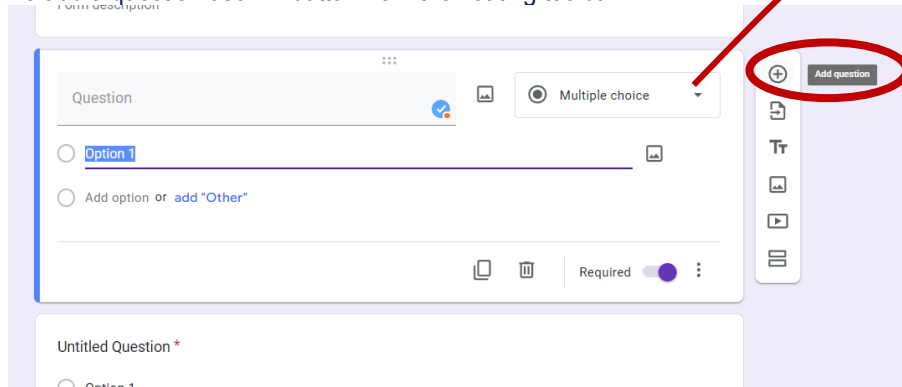 Form description
Question
Multiple choice
Add question
Option 1
Add option or add "Other"
Required
Untitled Question *
Option 1